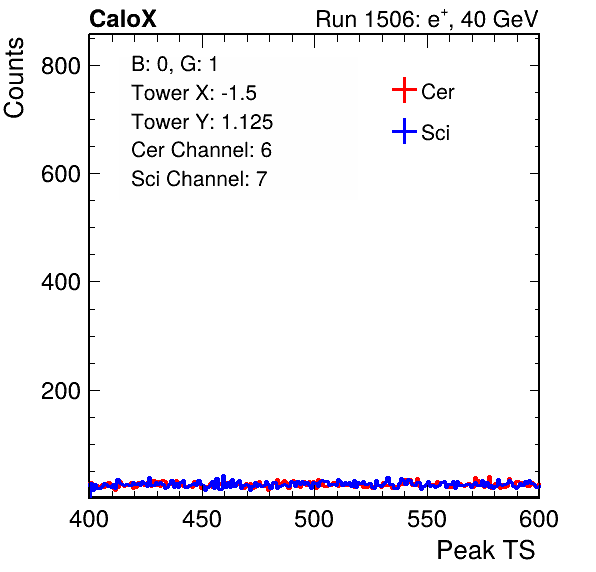 CaloX
Run 1506: e⁺, 40 GeV
B: 0, G: 1
Tower X: -1.5
Tower Y: 1.125
Cer Channel: 6
Sci Channel: 7
Cer
Sci
Counts
800
600
400
200
400 450 500 550 600
Peak TS